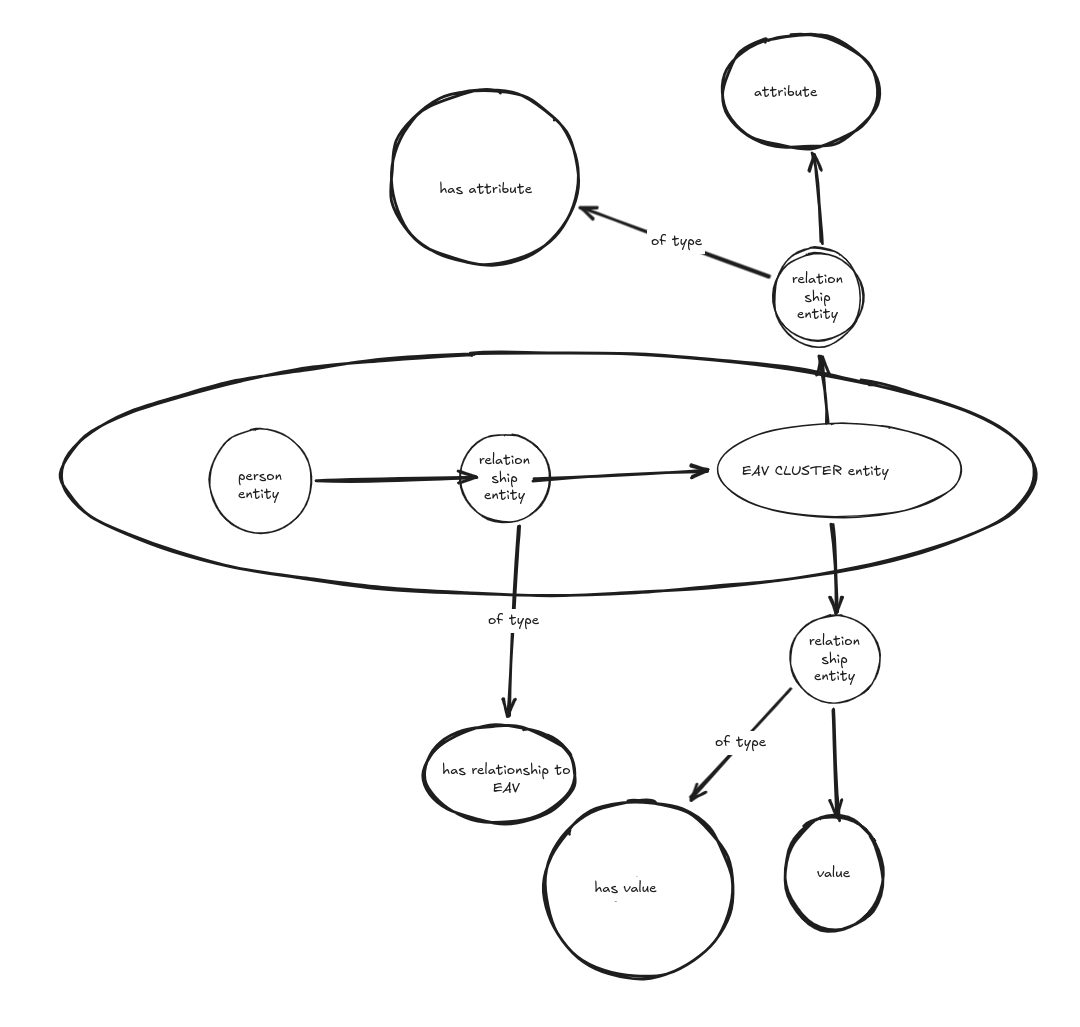 attribute
has attribute
of type
relation
ship
entity
person
entity
relation
ship
entity
EAV CLUSTER entity
of type
relation
ship
entity
of type
has relationship to
EAV
has value
value